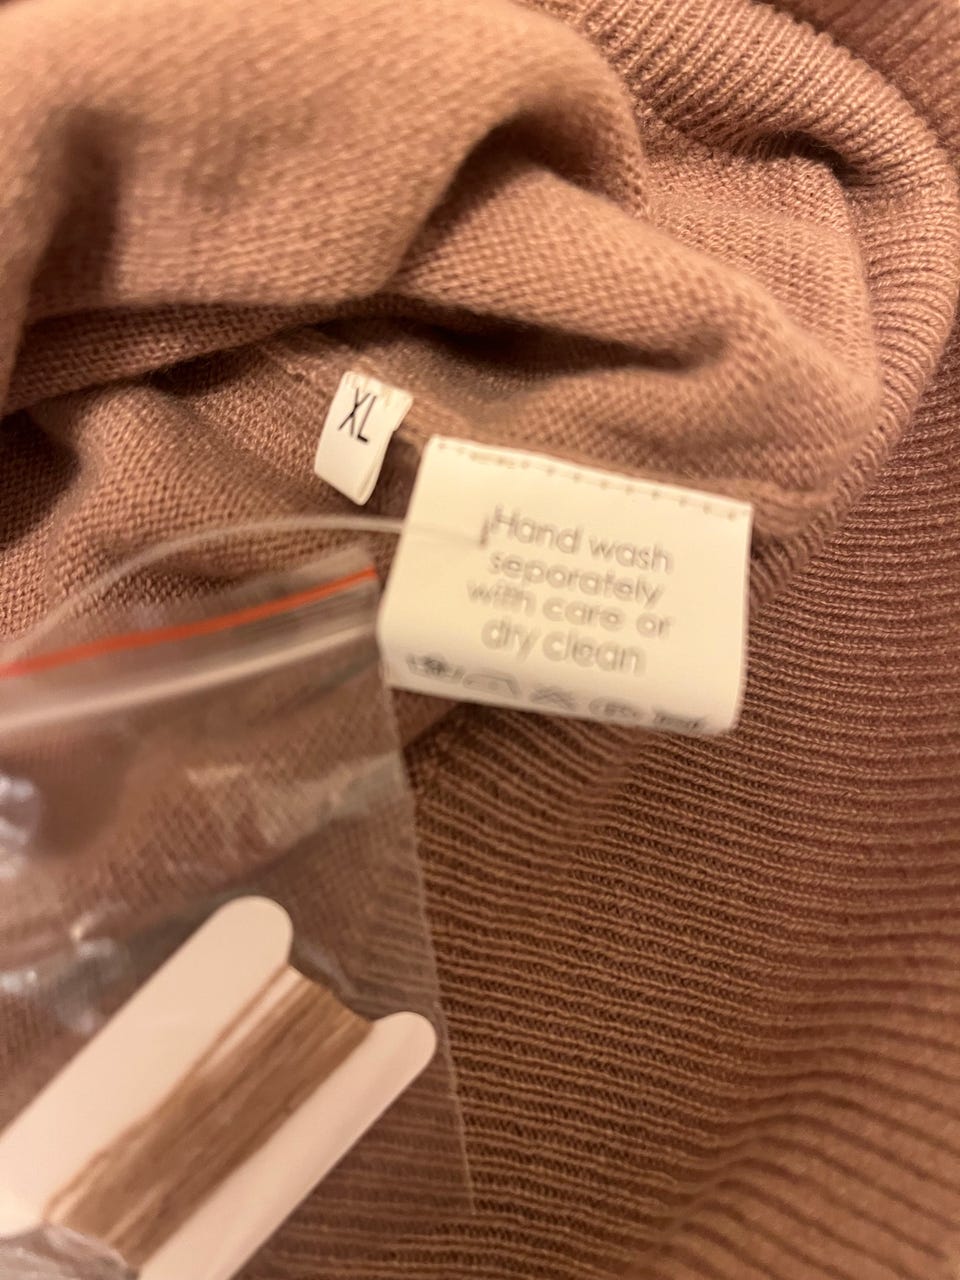 XL
Hand wash
separately
with care or
dry clean